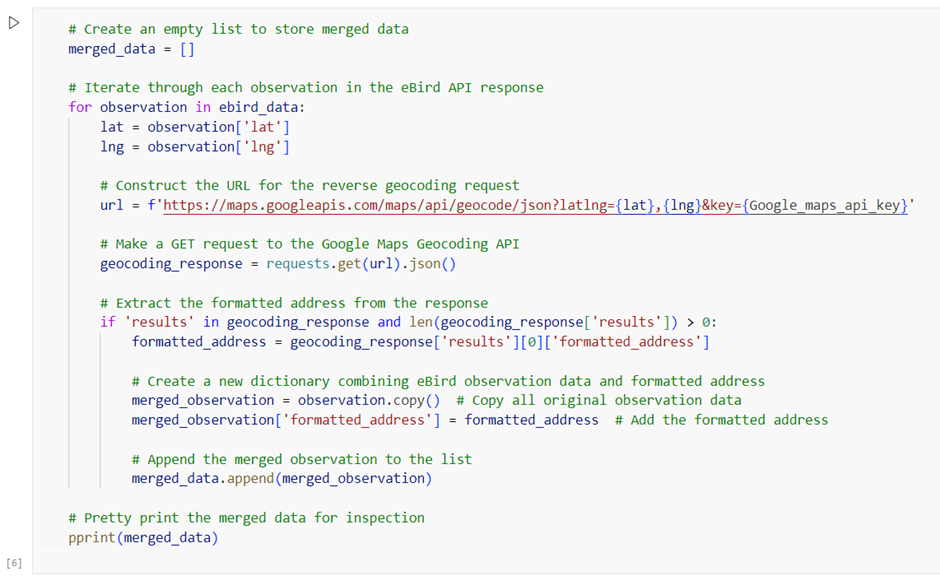 # Create an empty list to store merged data
merged_data = []
# Iterate through each observation in the eBird API response
for observation in ebird_data:
lat = observation['lat']
lng = observation['lng']
# Construct the URL for the reverse geocoding request
url = f'https://maps.googleapis.com/maps/api/geocode/json?latlng={lat},{lng}&key={Google_maps_api_key}'
# Make a GET request to the Google Maps Geocoding API
geocoding_response = requests.get(url).json()
# Extract the formatted address from the response
if 'results' in geocoding_response and len(geocoding_response['results']) > 0:
formatted_address = geocoding_response['results'][0]['formatted_address']
# Create a new dictionary combining eBird observation data and formatted address
merged_observation = observation.copy()  # Copy all original observation data
merged_observation['formatted_address'] = formatted_address  # Add the formatted address
# Append the merged observation to the list
merged_data.append(merged_observation)
# Pretty print the merged data for inspection
pprint(merged_data)
[6]